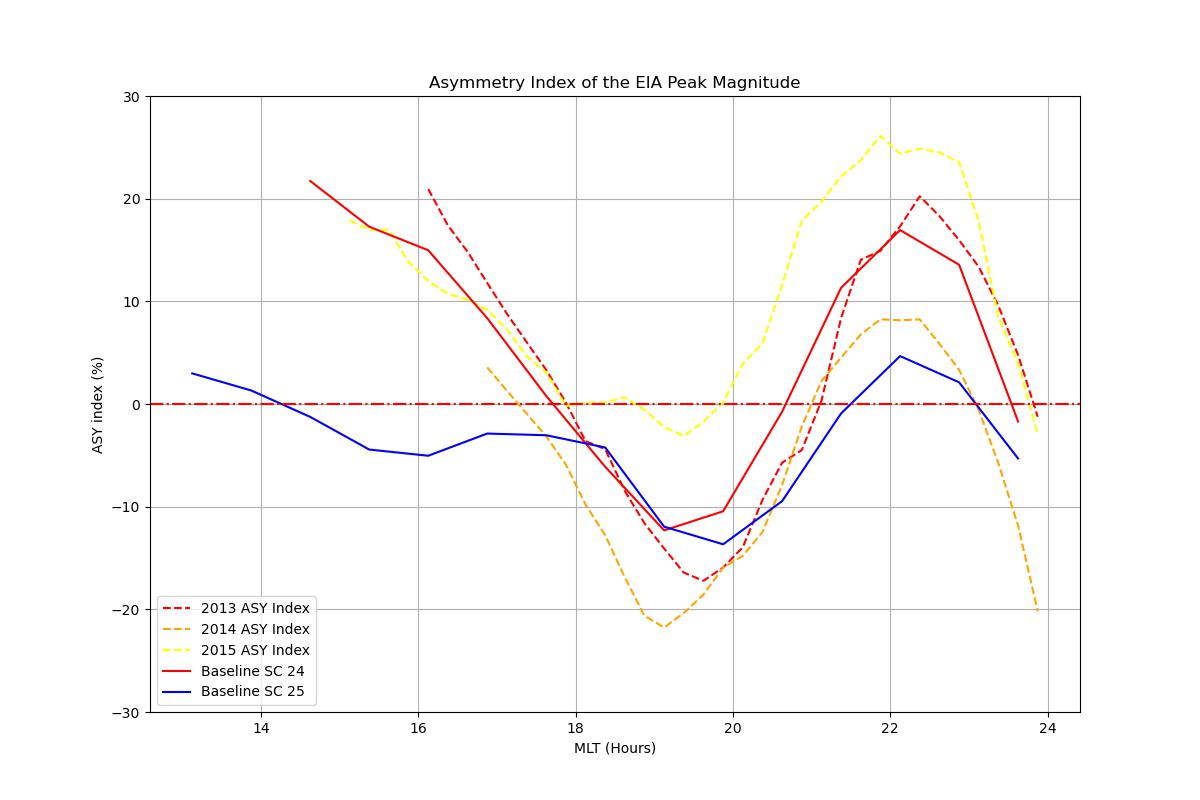 Asymmetry Index of the EIA Peak Magnitude
30
20
10
0
−10
−20
−30
ASY index (%)
2013 ASY Index
2014 ASY Index
2015 ASY Index
Baseline SC 24
Baseline SC 25
14 16 18 20 22 24
MLT (Hours)